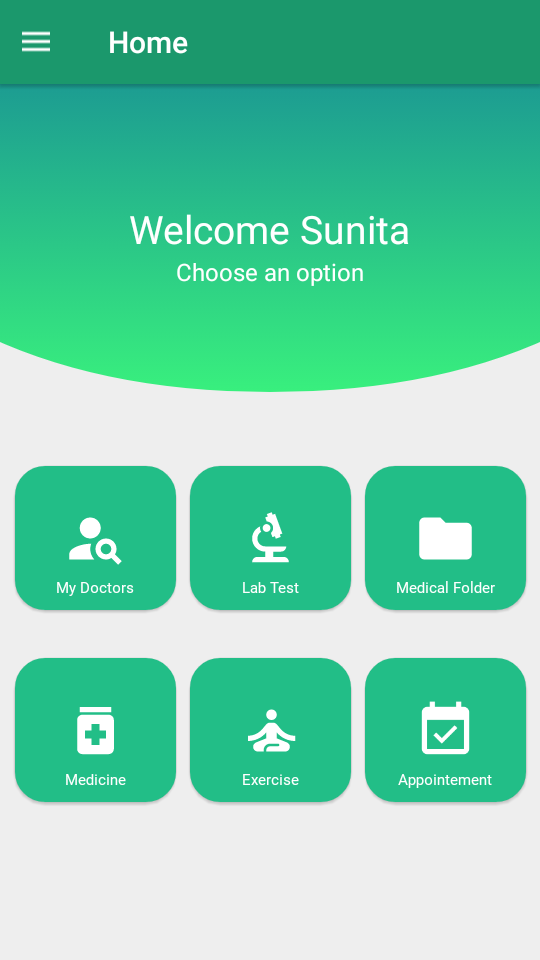 Home
Welcome Sunita
Choose an option
My Doctors
Lab Test
Medical Folder
Medicine
Exercise
Appointement